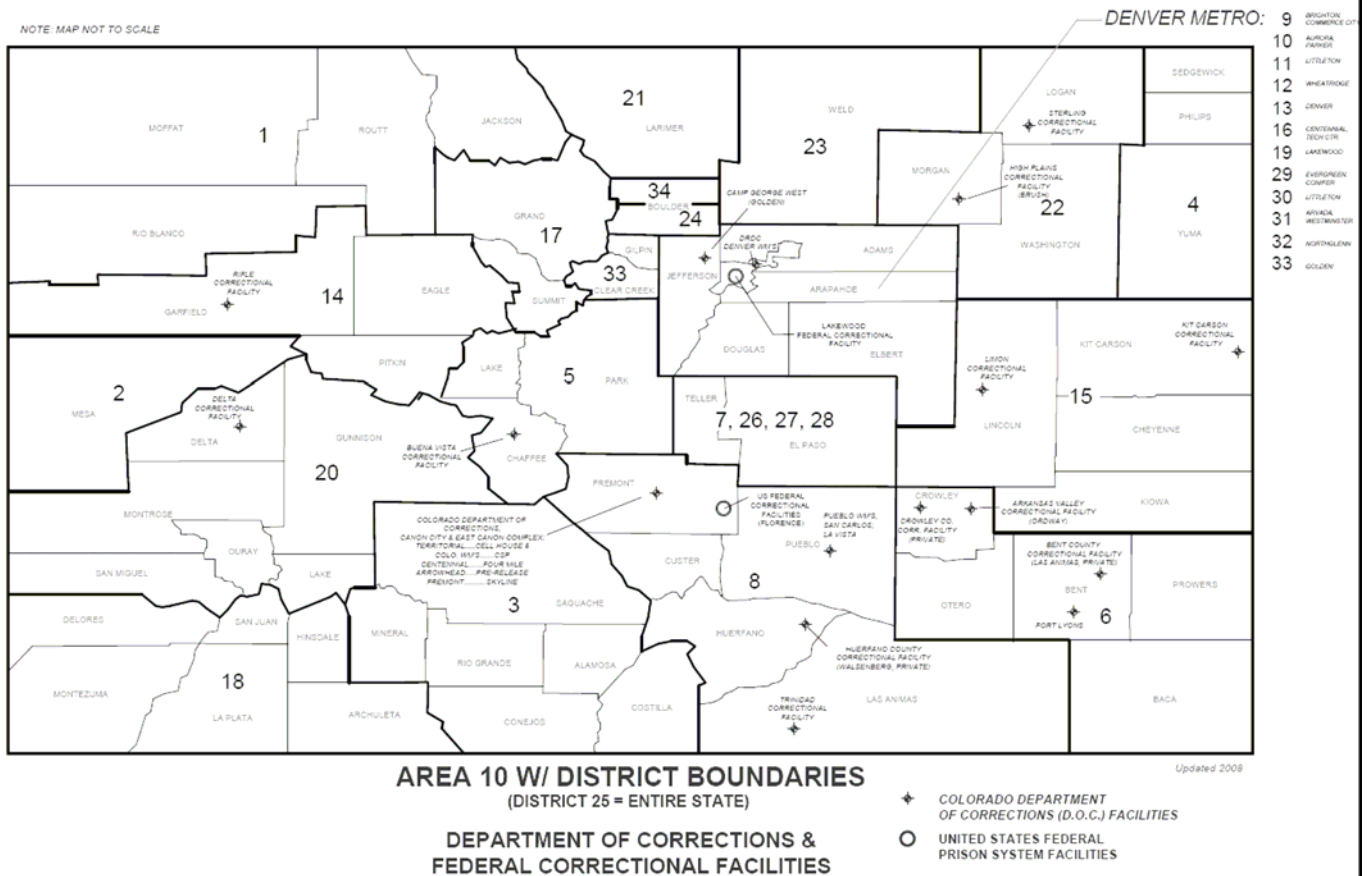 NOTE: MAP NOT TO SCALE
DENVER METRO:
9 BRIGHTON, COMMERCE CITY
10 AURORA, PARKER
11 LITTLETON
12 WHEATRIDGE
13 DENVER
16 CENTENNIAL, TECH CTR
19 LAKEWOOD
29 EVERGREEN, CONIFER
30 LITTLETON
31 ARVADA, WESTMINSTER
32 NORTHGLENN
33 GOLDEN
MOFFAT
1
ROUTT
JACKSON
21
LARIMER
WELD
23
LOGAN
STERLING
CORRECTIONAL
FACILITY
SEDGEWICK
PHILIPS
MORGAN
HIGH PLAINS
CORRECTIONAL
FACILITY
(BRUSH)
22
WASHINGTON
4
YUMA
RIO BLANCO
GRAND
17
34
BOULDER
24
CAMP GEORGE WEST
(GOLDEN)
GILPIN
33
CLEAR CREEK
JEFFERSON
DRDC
DENVER WMFS
ADAMS
ARAPAHOE
RIFLE
CORRECTIONAL
FACILITY
GARFIELD
14
EAGLE
SUMMIT
LAKEWOOD
FEDERAL CORRECTIONAL
FACILITY
DOUGLAS
ELBERT
LIMON
CORRECTIONAL
FACILITY
LINCOLN
KIT CARSON
KIT CARSON
CORRECTIONAL
FACILITY
15
CHEYENNE
KIOWA
PITKIN
LAKE
5
PARK
TELLER
7, 26, 27, 28
EL PASO
2
MESA
DELTA
CORRECTIONAL
FACILITY
DELTA
GUNNISON
20
BUENA VISTA
CORRECTIONAL
FACILITY
CHAFFEE
FREMONT
US FEDERAL
CORRECTIONAL
FACILITIES
(FLORENCE)
PUEBLO WMFS,
SAN CARLOS,
LA VISTA
PUEBLO
CROWLEY
CROWLEY CO.
CORR. FACILITY
(PRIVATE)
ARKANSAS VALLEY
CORRECTIONAL FACILITY
(ORDWAY)
MONTROSE
OURAY
SAN MIGUEL
LAKE
COLORADO DEPARTMENT OF
CORRECTIONS,
CANON CITY & EAST CANON COMPLEX:
TERRITORIAL.....CELL HOUSE 5
COLO. WMFS......CSP
CENTENNIAL......FOUR MILE
ARROWHEAD.....PRE-RELEASE
FREMONT..........SKYLINE
3
SAGUACHE
CUSTER
8
BENT COUNTY
CORRECTIONAL FACILITY
(LAS ANIMAS, PRIVATE)
BENT
FORT LYONS
6
PROWERS
OTERO
DELORES
SAN JUAN
HINSDALE
MINERAL
RIO GRANDE
ALAMOSA
HUERFANO
HUERFANO COUNTY
CORRECTIONAL FACILITY
(WALSENBERG, PRIVATE)
MONTEZUMA
18
LA PLATA
ARCHULETA
CONEJOS
COSTILLA
TRINIDAD
CORRECTIONAL
FACILITY
LAS ANIMAS
BACA
Updated 2008
AREA 10 W/ DISTRICT BOUNDARIES
(DISTRICT 25 = ENTIRE STATE)
DEPARTMENT OF CORRECTIONS &
FEDERAL CORRECTIONAL FACILITIES
COLORADO DEPARTMENT
OF CORRECTIONS (D.O.C.) FACILITIES
UNITED STATES FEDERAL
PRISON SYSTEM FACILITIES